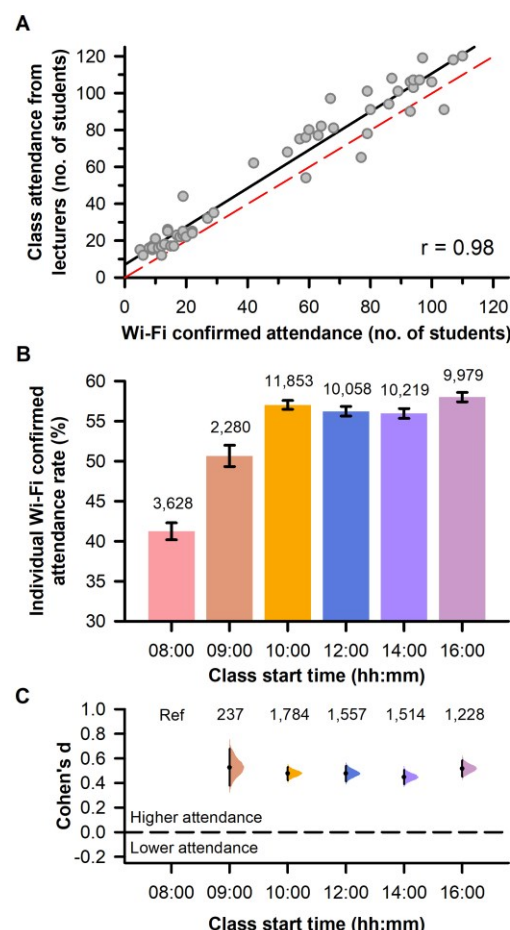 A
Class attendance from
lecturers (no. of students)
120
100
80
60
40
20
0
r = 0.98
0 20 40 60 80 100 120
Wi-Fi confirmed attendance (no. of students)
B
Individual Wi-Fi confirmed
attendance rate (%)
60
55
50
45
40
35
30
3,628 2,280 11,853 10,058 10,219 9,979
08:00 09:00 10:00 12:00 14:00 16:00
Class start time (hh:mm)
C
Cohen's d
1.0
0.8
0.6
0.4
0.2
0.0
-0.2
Ref 237 1,784 1,557 1,514 1,228
Higher attendance
Lower attendance
08:00 09:00 10:00 12:00 14:00 16:00
Class start time (hh:mm)